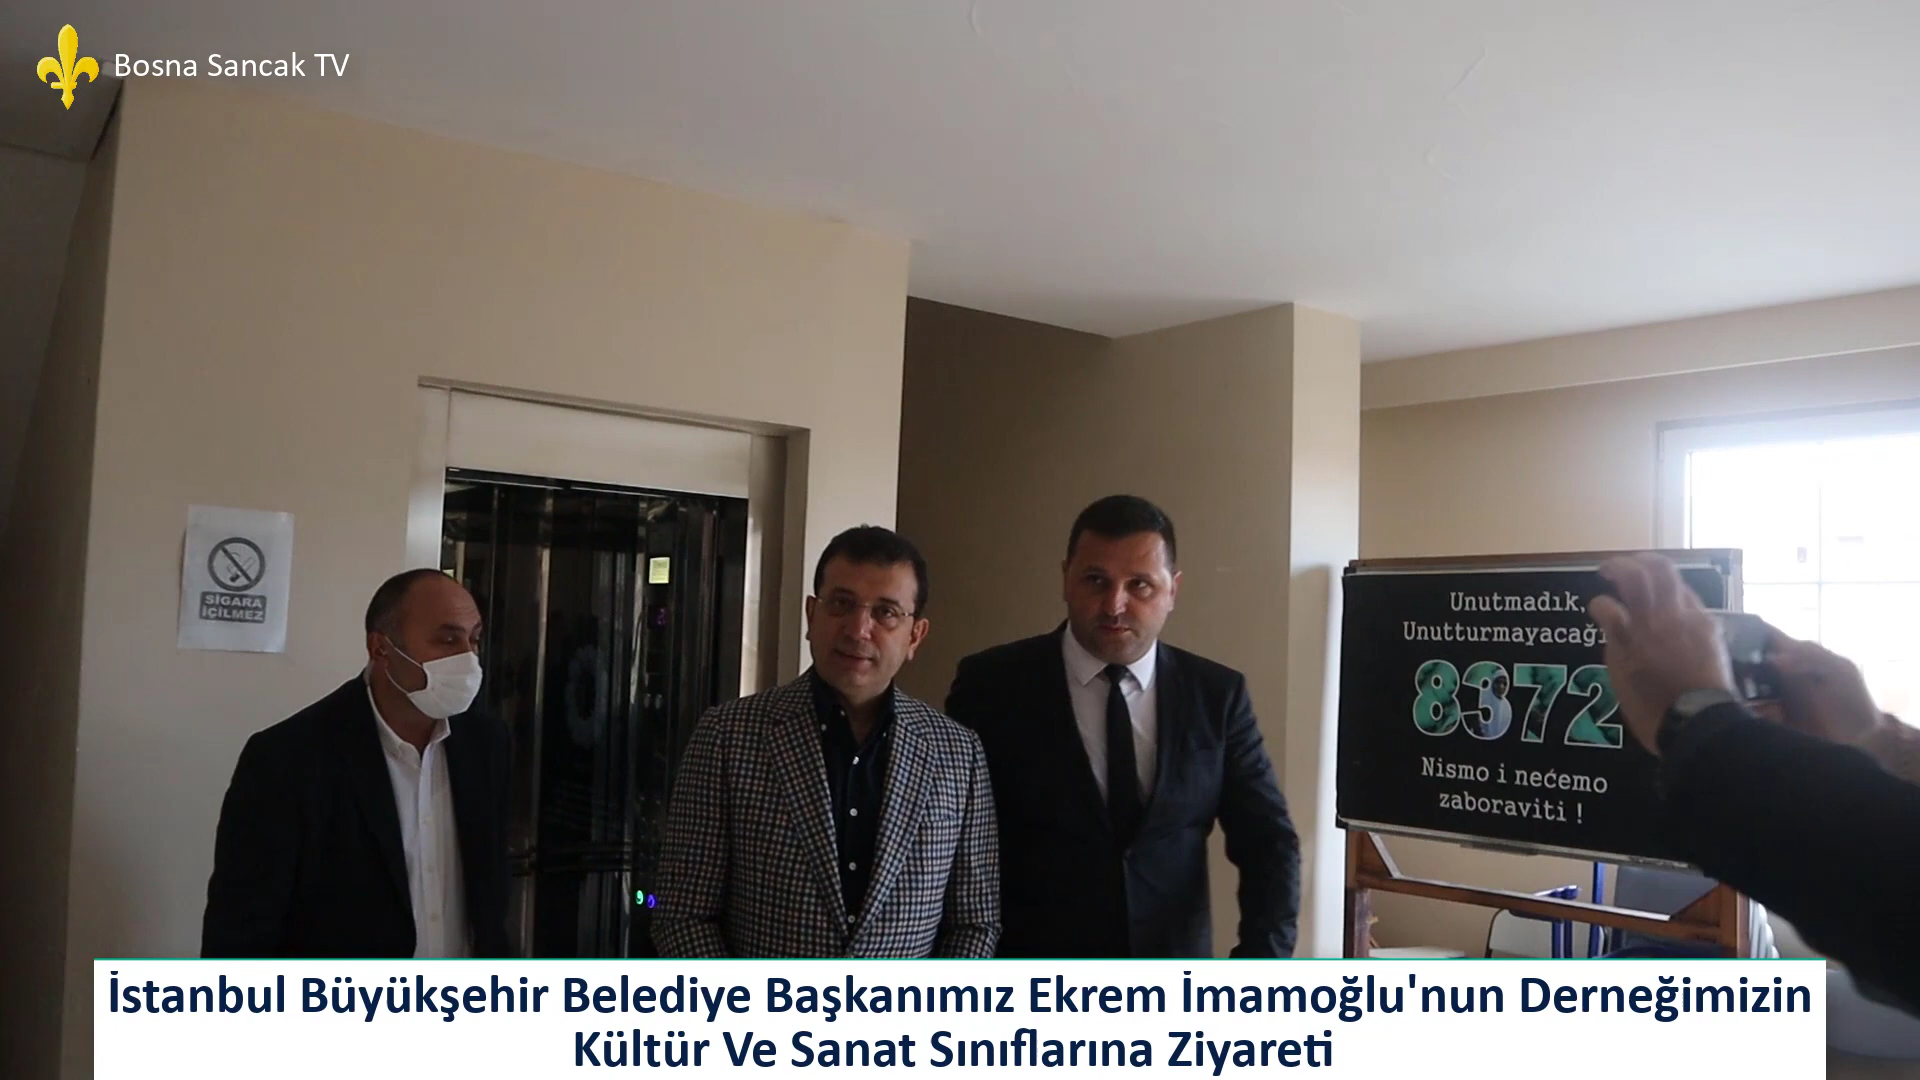 Bosna Sancak TV
SİGARA
İÇİLMEZ
Unutmadık,
8372
Nismo i nećemo
zaboraviti !
İstanbul Büyükşehir Belediye Başkanımız Ekrem İmamoğlu'nun Derneğimizin
Kültür Ve Sanat Sınıflarına Ziyareti